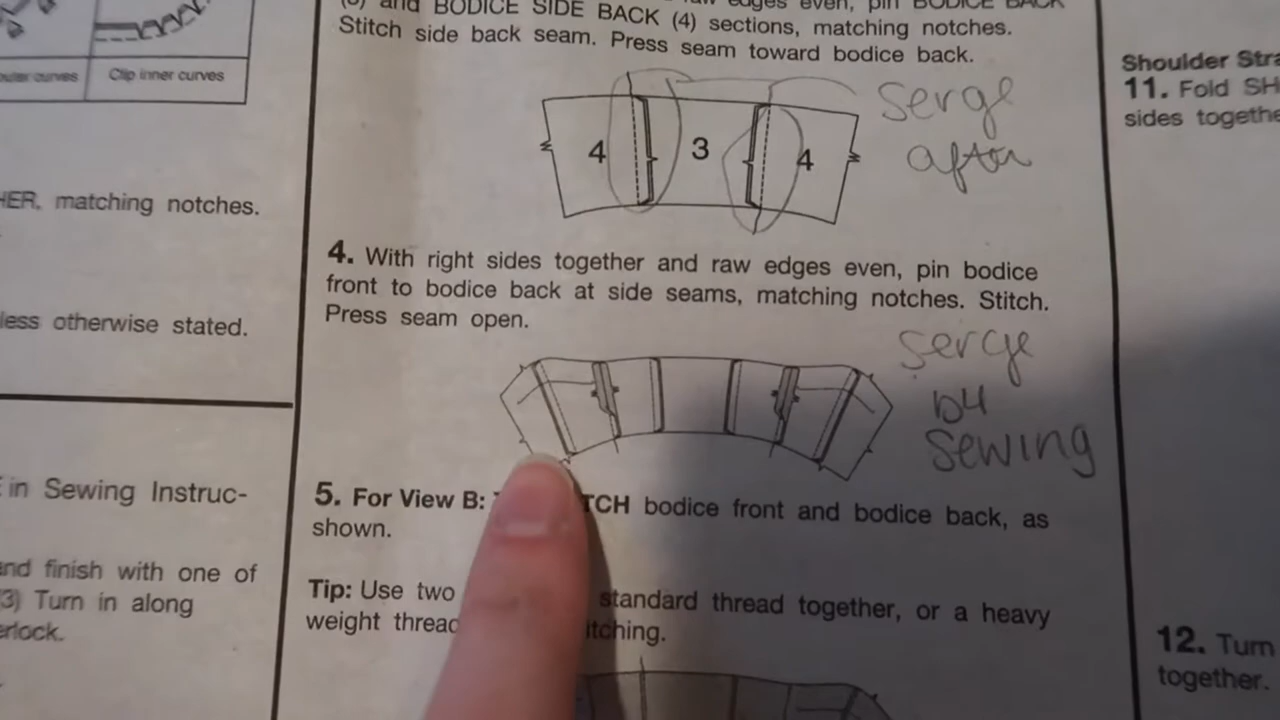 outer curves
Clip inner curves
HER, matching notches.
less otherwise stated.
in Sewing Instruc-
and finish with one of
3) Turn in along
erlock.
and BODICE SIDE BACK (4) sections, matching notches.
Stitch side back seam. Press seam toward bodice back.
4 3 4
serge
after
4. With right sides together and raw edges even, pin bodice
front to bodice back at side seams, matching notches. Stitch.
Press seam open.
serge
b4
sewing
5. For View B: TCH bodice front and bodice back, as
shown.
Tip: Use two standard thread together, or a heavy
weight thread itching.
Shoulder Stra
11. Fold SH
sides togethe
12. Turn
together.